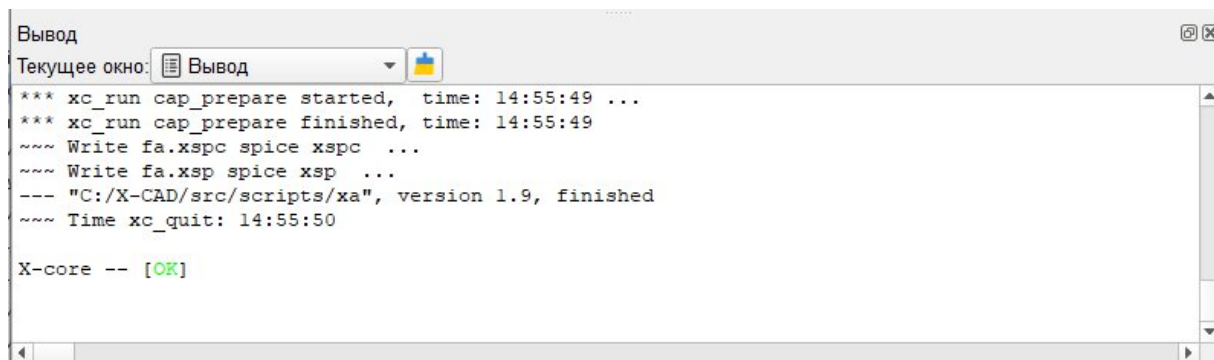 Вывод
Текущее окно: Вывод
*** xc_run cap_prepare started,  time: 14:55:49 ...
*** xc_run cap_prepare finished, time: 14:55:49
~~~ Write fa.xspc spice xspc  ...
~~~ Write fa.xsp spice xsp  ...
--- "C:/X-CAD/src/scripts/xa", version 1.9, finished
~~~ Time xc_quit: 14:55:50
X-core -- [OK]